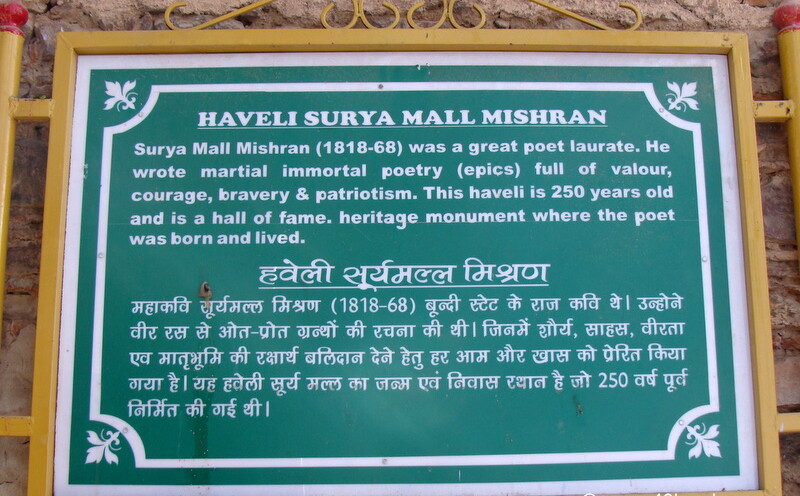 HAVELI SURYA MALL MISHRAN
Surya Mall Mishran (1818-68) was a great poet laurate. He
wrote martial immortal poetry (epics) full of valour,
courage, bravery & patriotism. This haveli is 250 years old
and is a hall of fame. heritage monument where the poet
was born and lived.
हवेली सूर्यमल्ल मिश्रण
महाकवि सूर्यमल्ल मिश्रण (1818-68) बून्दी स्टेट के राज कवि थे। उन्होने
वीर रस से ओत-प्रोत ग्रन्थों की रचना की थी। जिनमें शौर्य, साहस, वीरता
एव मातृभूमि की रक्षार्थ बलिदान देने हेतु हर आम और खास को प्रेरित किया
गया है। यह हवेली सूर्य मल्ल का जन्म एवं निवास स्थान है जो 250 वर्ष पूर्व
निर्मित की गई थी।